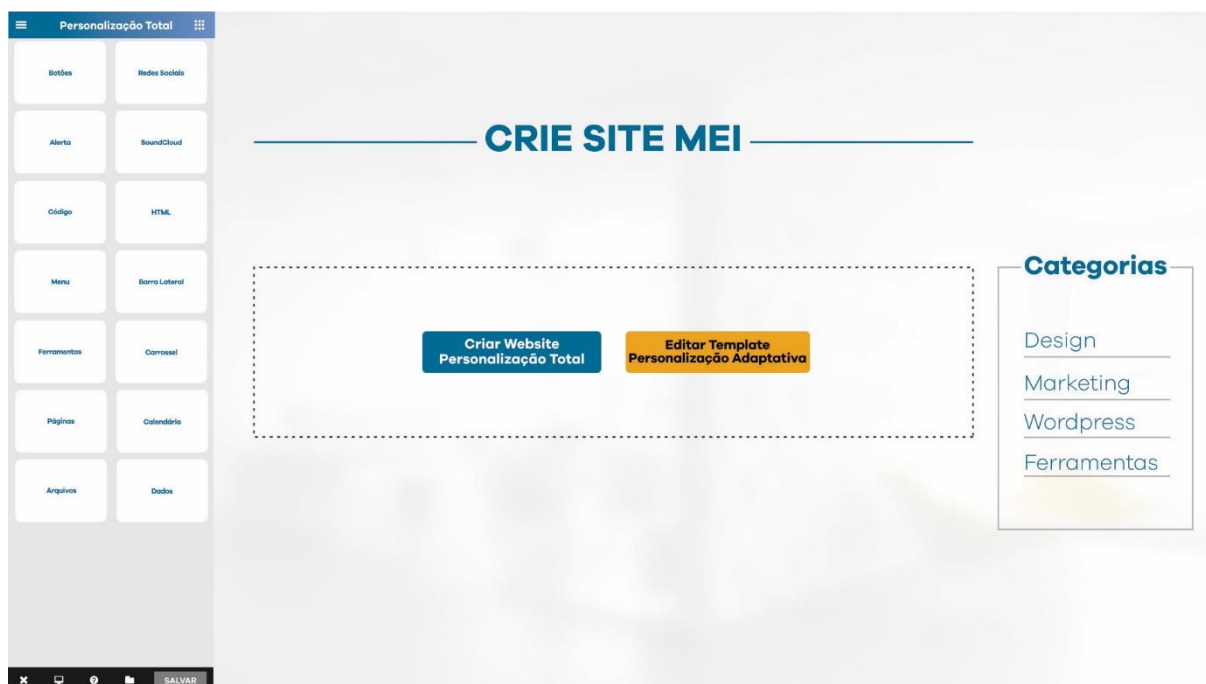 Personalização Total
Botões
Redes Sociais
Alerta
SoundCloud
Código
HTML
Menu
Barra Lateral
Ferramentas
Carrossel
Páginas
Calendário
Arquivos
Dados
SALVAR
CRIE SITE MEI
Criar Website
Personalização Total
Editar Template
Personalização Adaptativa
Categorias
Design
Marketing
Wordpress
Ferramentas